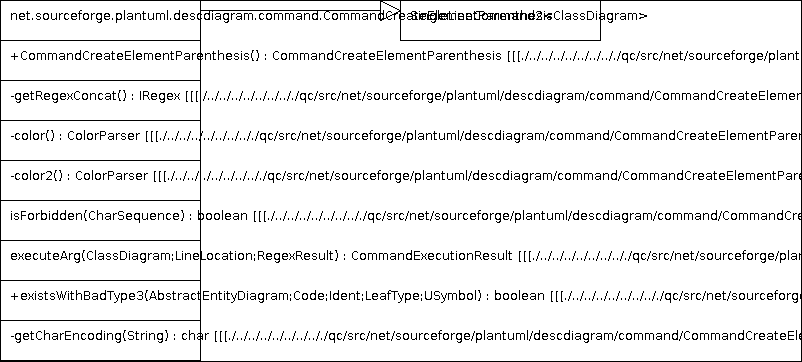 net.sourceforge.plantuml.descdiagram.command.CommandCreateElementParenthesis
SingleLineCommand2<ClassDiagram>
+CommandCreateElementParenthesis() : CommandCreateElementParenthesis [[[./../../../../../../../../qc/src/net/sourceforge/plant
-getRegexConcat() : IRegex [[[./../../../../../../../../qc/src/net/sourceforge/plantuml/descdiagram/command/CommandCreateElemen
-color() : ColorParser [[[./../../../../../../../../qc/src/net/sourceforge/plantuml/descdiagram/command/CommandCreateElementParen
-color2() : ColorParser [[[./../../../../../../../../qc/src/net/sourceforge/plantuml/descdiagram/command/CommandCreateElementPare
isForbidden(CharSequence) : boolean [[[./../../../../../../../../qc/src/net/sourceforge/plantuml/descdiagram/command/CommandCre
executeArg(ClassDiagram;LineLocation;RegexResult) : CommandExecutionResult [[[./../../../../../../../../qc/src/net/sourceforge/plan
+existsWithBadType3(AbstractEntityDiagram;Code;Ident;LeafType;USymbol) : boolean [[[./../../../../../../../../qc/src/net/sourceforg
-getCharEncoding(String) : char [[[./../../../../../../../../qc/src/net/sourceforge/plantuml/descdiagram/command/CommandCreateEle